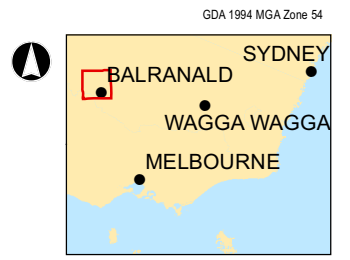 GDA 1994 MGA Zone 54
SYDNEY
BALRANALD
WAGGA WAGGA
MELBOURNE